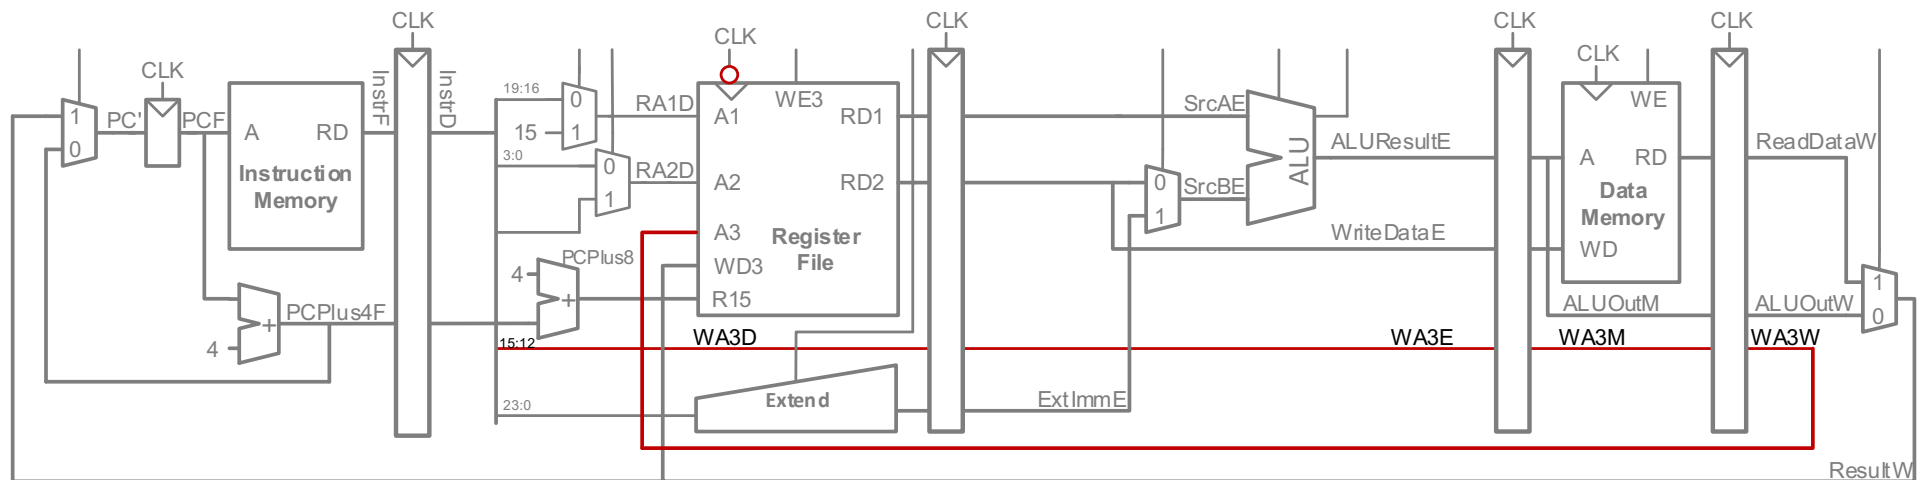 CLK
CLK
CLK
CLK
CLK
CLK
CLK
1
0
PC'
PCF
A
RD
Instruction
Memory
InstrF
InstrD
4
+
PCPlus4F
19:16
15
0
1
RA1D
3:0
0
1
RA2D
4
+
PCPlus8
15:12
23:0
WE3
A1
RD1
A2
RD2
A3
Register
File
WD3
R15
WA3D
Extend
SrcAE
0
1
SrcBE
ALU
ALUResultE
WriteDataE
ExtImmE
WA3E
WE
A
RD
Data
Memory
WD
ALUOutM
WA3M
ReadDataW
ALUOutW
WA3W
1
0
ResultW